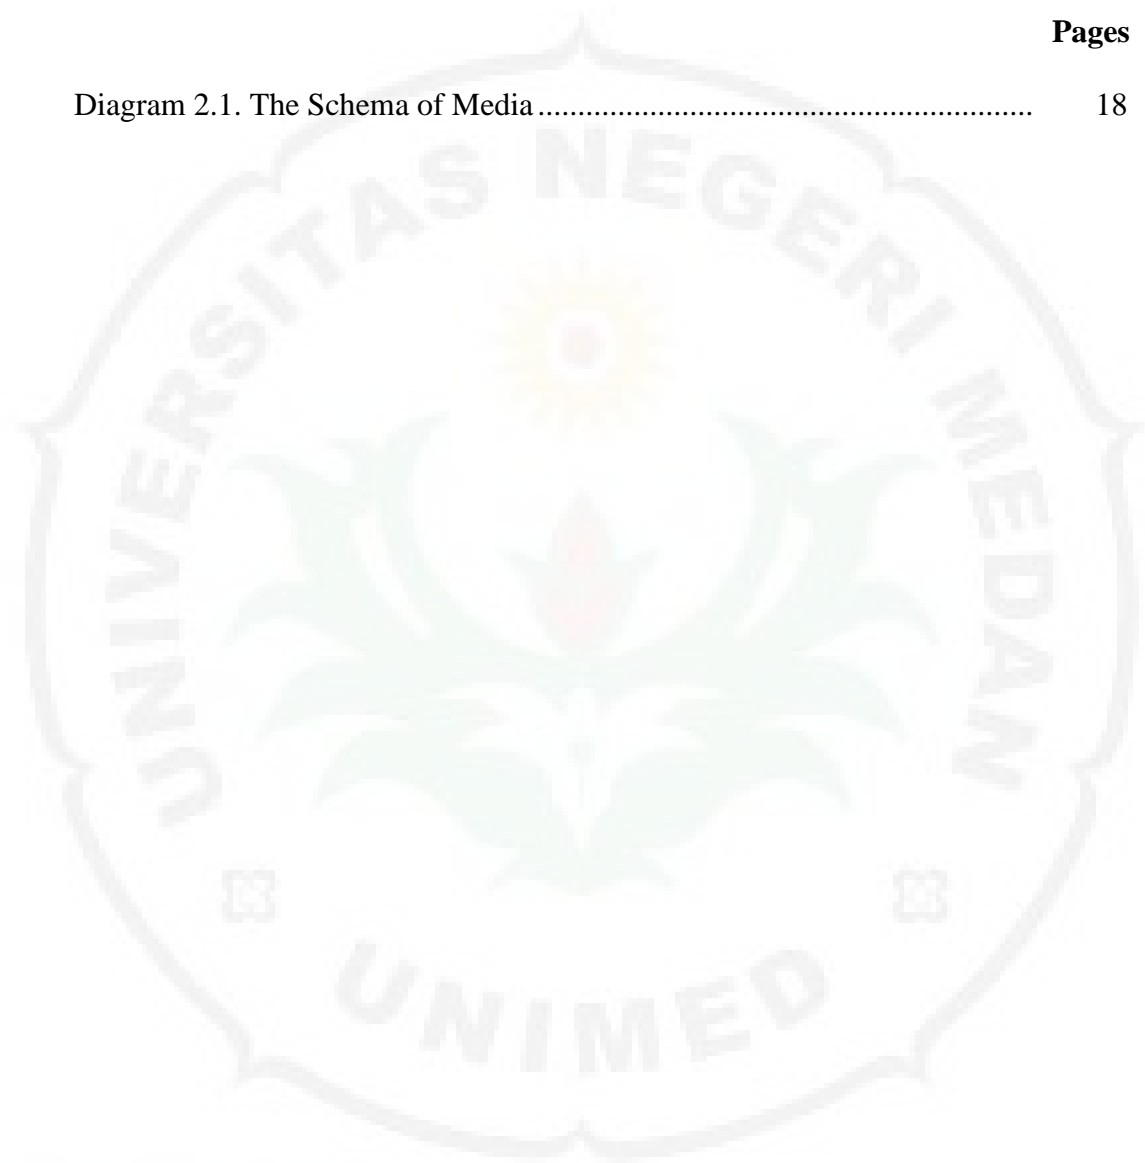 Pages
Diagram 2.1. The Schema of Media.............................................................. 18
UNIVERSITAS NEGERI MEDAN
UNIMED